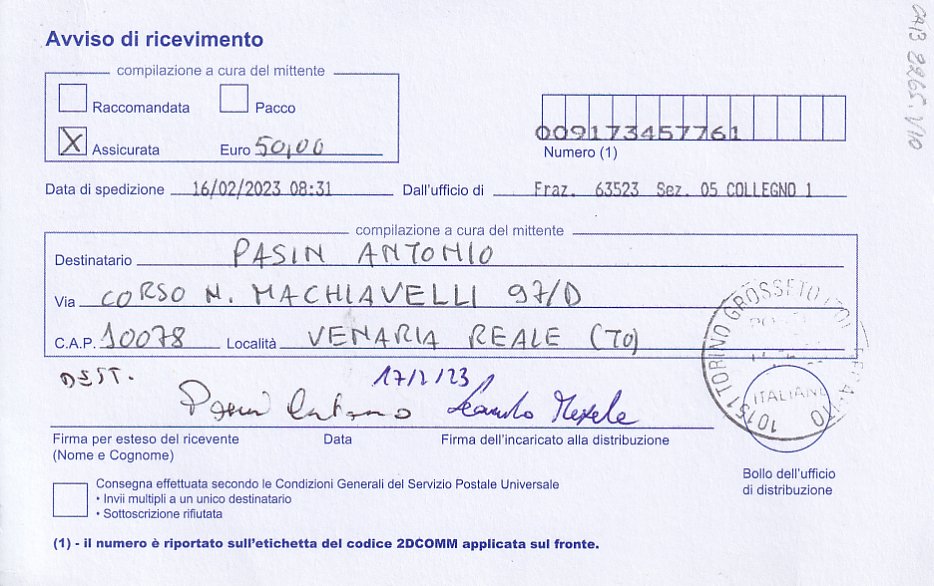 Avviso di ricevimento
compilazione a cura del mittente
Raccomandata Pacco
X Assicurata Euro 50,00
009173457761
Numero (1)
Data di spedizione 16/02/2023 08:31 Dall'ufficio di Fraz. 63523 Sez. 05 COLLEGNO 1
compilazione a cura del mittente
Destinatario PASIN ANTONIO
Via CORSO N. MACHIAVELLI 97/D
C.A.P. 10078 Località VENARIA REALE (TO)
DEST. 17/2/23
Firma per esteso del ricevente Data Firma dell'incaricato alla distribuzione
(Nome e Cognome)
10151 TORINO GROSSETO
ITALIANE
Bollo dell'ufficio
di distribuzione
Consegna effettuata secondo le Condizioni Generali del Servizio Postale Universale
• Invii multipli a un unico destinatario
• Sottoscrizione rifiutata
(1) - il numero è riportato sull'etichetta del codice 2DCOMM applicata sul fronte.